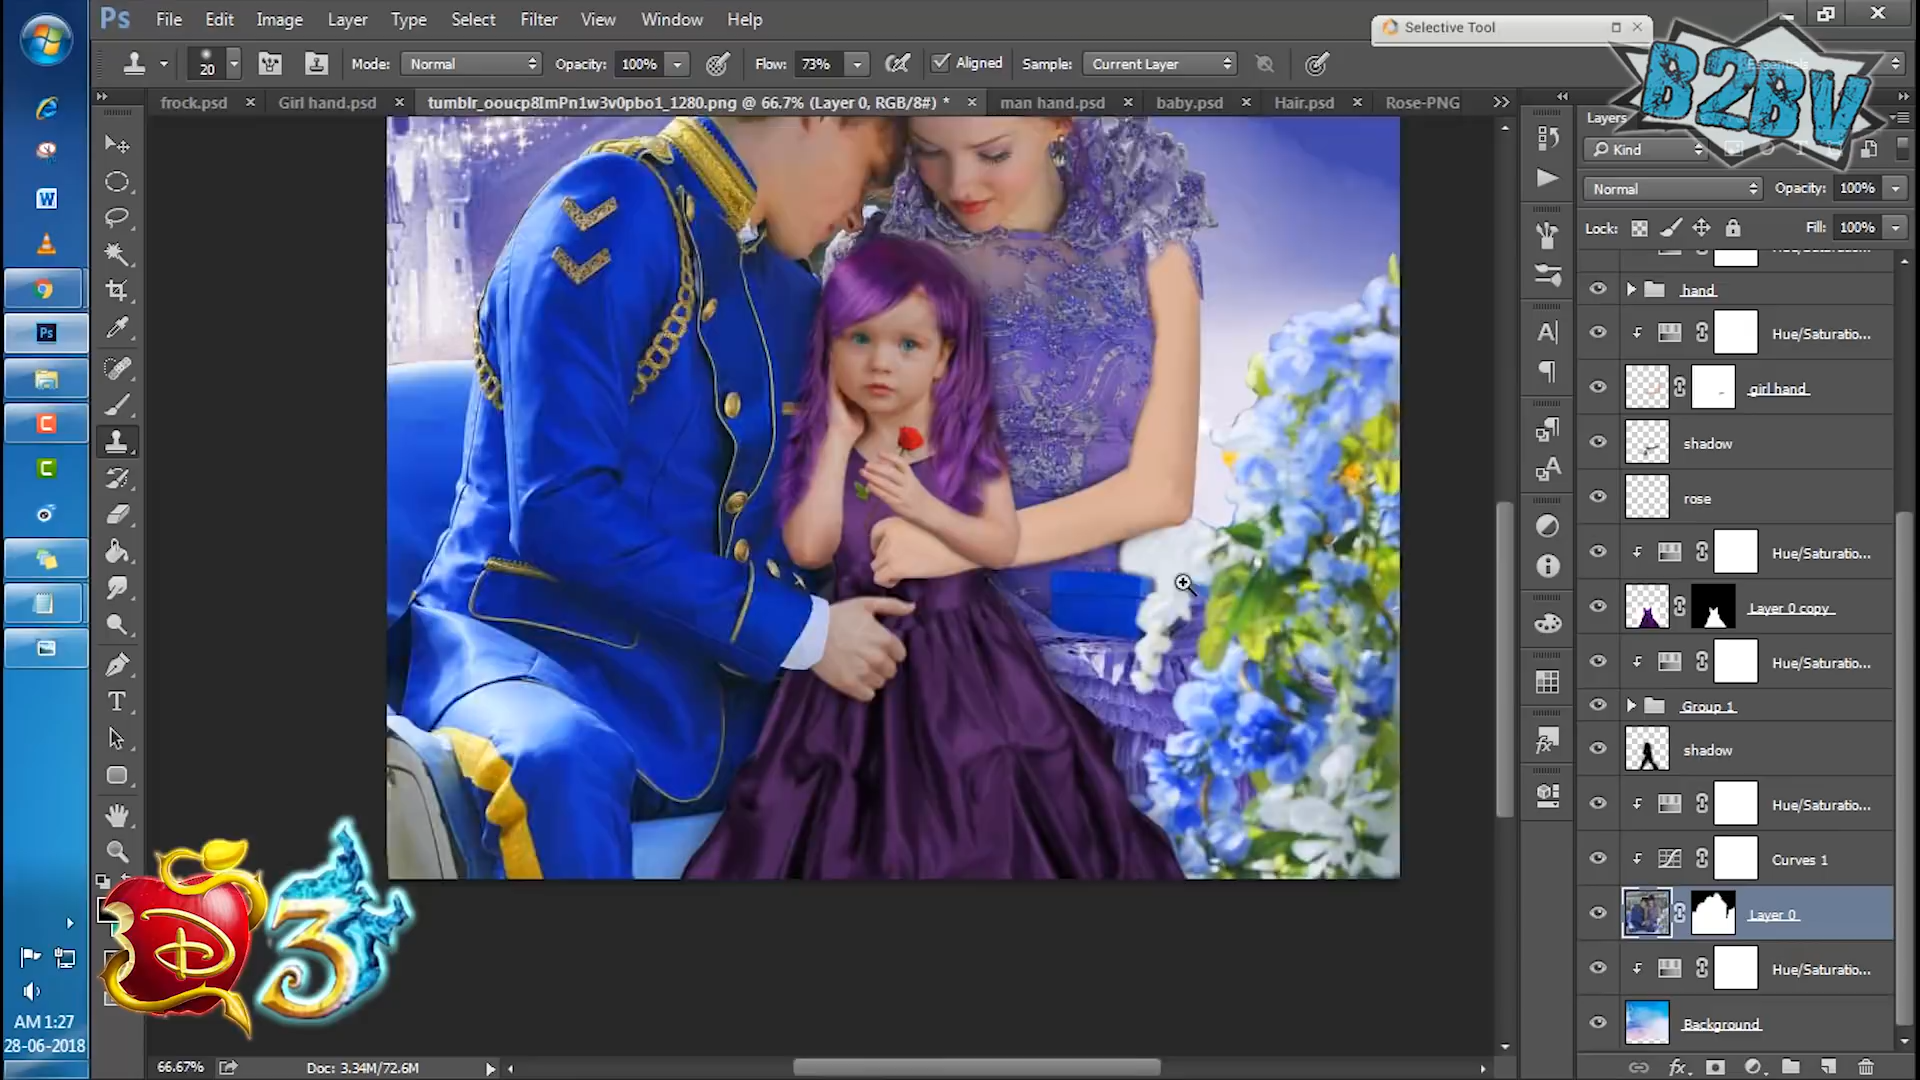 Ps File Edit Image Layer Type Select Filter View Window Help
Selective Tool
B2BV
20 Mode: Normal Opacity: 100% Flow: 73% Aligned Sample: Current Layer
Essentials
frock.psd Girl hand.psd tumblr_ooucp8ImPn1w3v0pbo1_1280.png @ 66.7% (Layer 0, RGB/8#) * man hand.psd baby.psd Hair.psd Rose-PNG
Layers
Kind
Normal Opacity: 100%
Lock: Fill: 100%
hand
Hue/Saturatio...
girl hand
shadow
rose
Hue/Saturatio...
Layer 0 copy
Hue/Saturatio...
Group 1
shadow
Hue/Saturatio...
Curves 1
Layer 0
Hue/Saturatio...
Background
D 3
AM 1:27
28-06-2018
66.67% Doc: 3.34M/72.6M